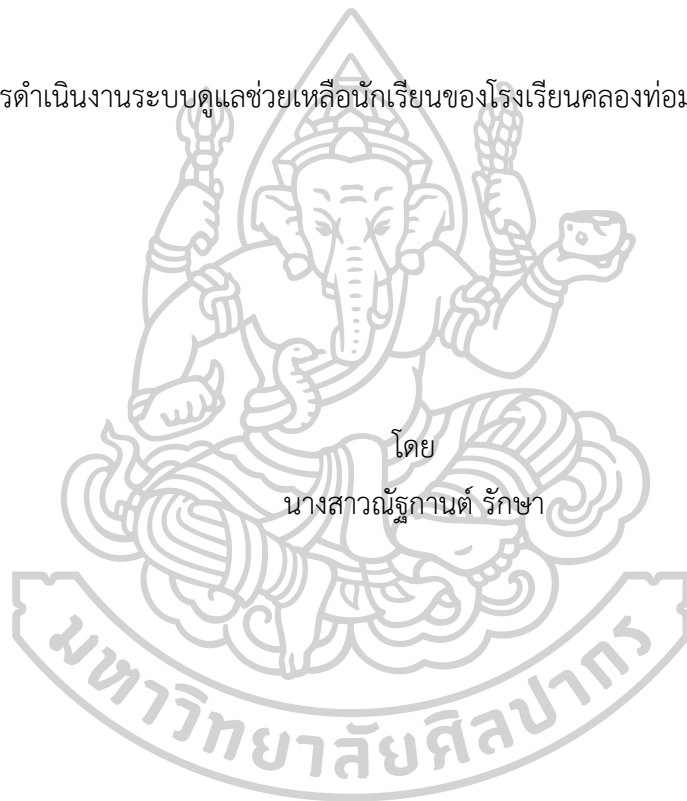 รดำเนินงานระบบดูแลช่วยเหลือนักเรียนของโรงเรียนคลองท่อม
โดย
นางสาวณัฐกานต์ รักษา
มหาวิทยาลัยศิลปากร